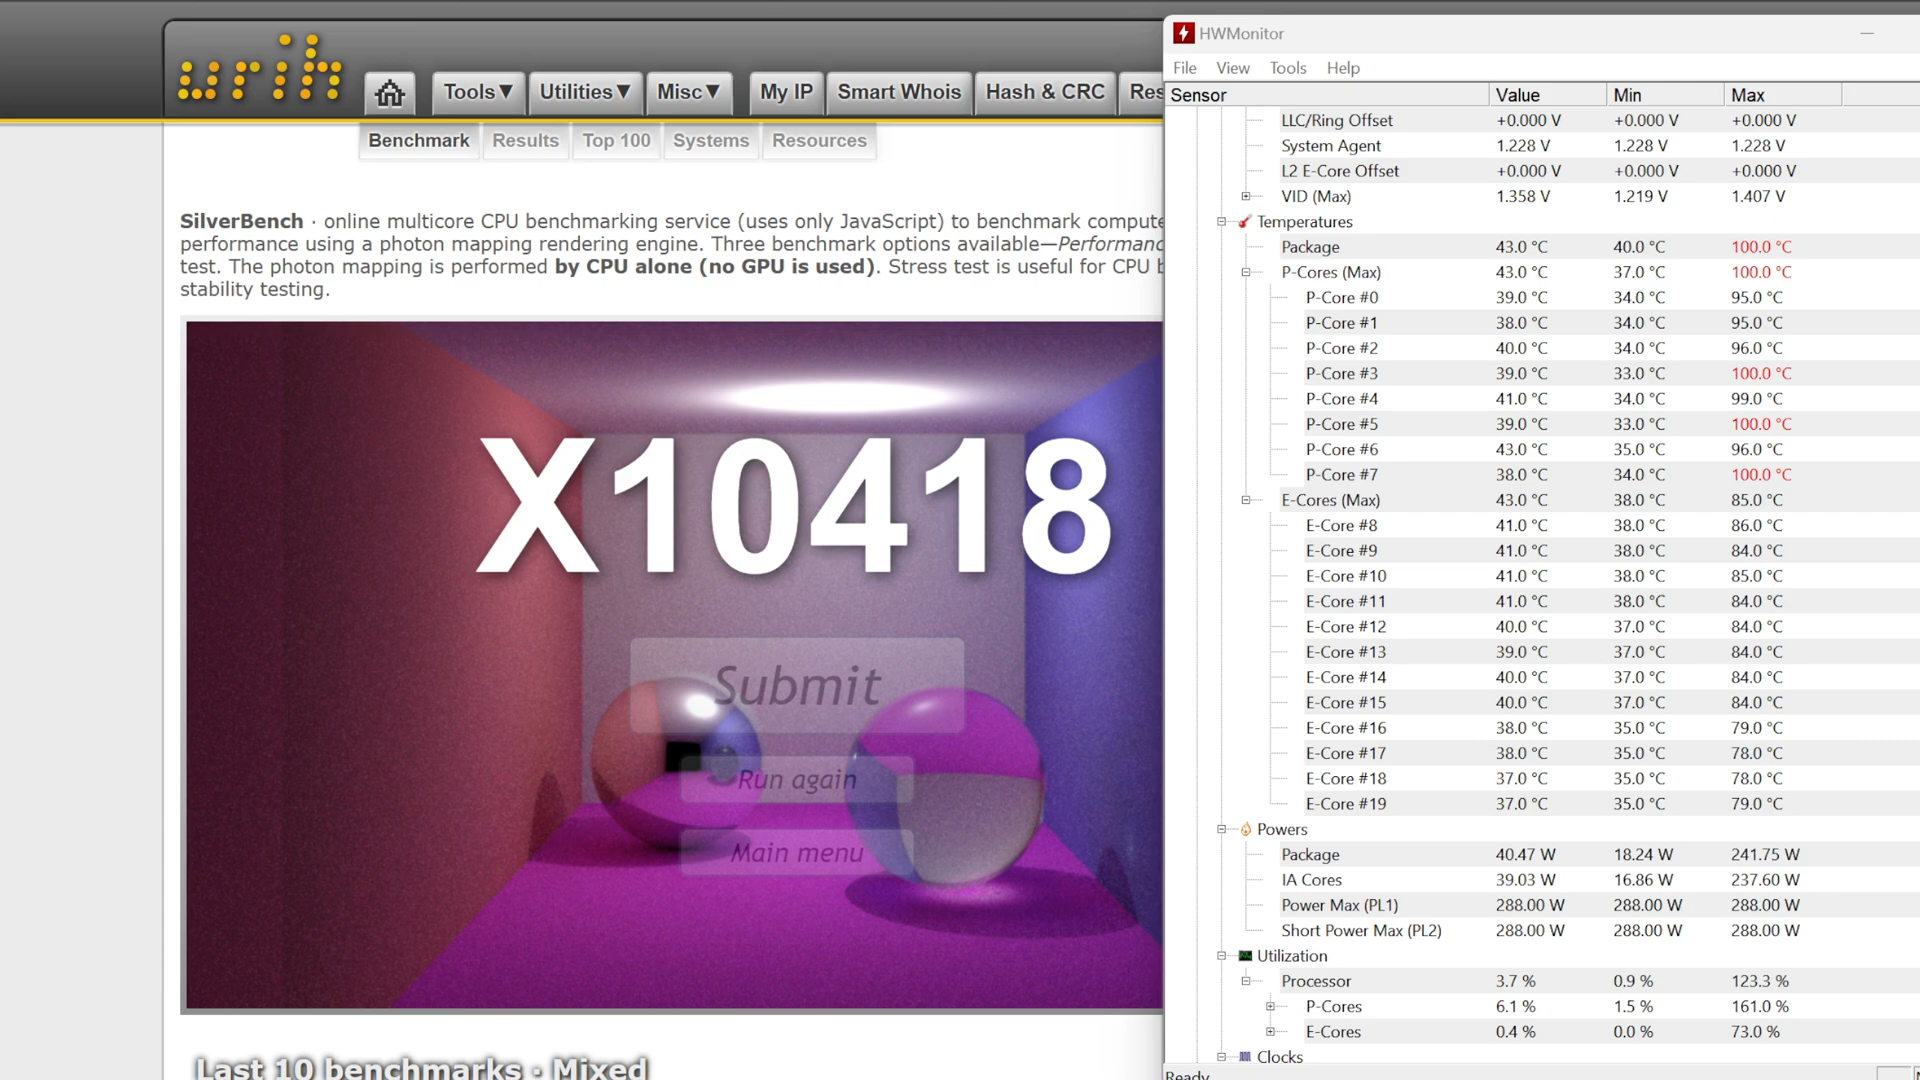 urih
Tools▼ Utilities▼ Misc▼ My IP Smart Whois Hash & CRC
Benchmark Results Top 100 Systems Resources
SilverBench · online multicore CPU benchmarking service (uses only JavaScript) to benchmark
performance using a photon mapping rendering engine. Three benchmark options available—
test. The photon mapping is performed by CPU alone (no GPU is used). Stress test is useful for CPU
stability testing.
X10418
Submit
Run again
Main menu
Last 10 benchmarks · Mixed
HWMonitor
File View Tools Help
Sensor Value Min Max
LLC/Ring Offset +0.000 V +0.000 V +0.000 V
System Agent 1.228 V 1.228 V 1.228 V
L2 E-Core Offset +0.000 V +0.000 V +0.000 V
VID (Max) 1.358 V 1.219 V 1.407 V
Temperatures
Package 43.0 °C 40.0 °C 100.0 °C
P-Cores (Max) 43.0 °C 37.0 °C 100.0 °C
P-Core #0 39.0 °C 34.0 °C 95.0 °C
P-Core #1 38.0 °C 34.0 °C 95.0 °C
P-Core #2 40.0 °C 34.0 °C 96.0 °C
P-Core #3 39.0 °C 33.0 °C 100.0 °C
P-Core #4 41.0 °C 34.0 °C 99.0 °C
P-Core #5 39.0 °C 33.0 °C 100.0 °C
P-Core #6 43.0 °C 35.0 °C 96.0 °C
P-Core #7 38.0 °C 34.0 °C 100.0 °C
E-Cores (Max) 43.0 °C 38.0 °C 85.0 °C
E-Core #8 41.0 °C 38.0 °C 86.0 °C
E-Core #9 41.0 °C 38.0 °C 84.0 °C
E-Core #10 41.0 °C 38.0 °C 85.0 °C
E-Core #11 41.0 °C 38.0 °C 84.0 °C
E-Core #12 40.0 °C 37.0 °C 84.0 °C
E-Core #13 39.0 °C 37.0 °C 84.0 °C
E-Core #14 40.0 °C 37.0 °C 84.0 °C
E-Core #15 40.0 °C 37.0 °C 84.0 °C
E-Core #16 38.0 °C 35.0 °C 79.0 °C
E-Core #17 38.0 °C 35.0 °C 78.0 °C
E-Core #18 37.0 °C 35.0 °C 78.0 °C
E-Core #19 37.0 °C 35.0 °C 79.0 °C
Powers
Package 40.47 W 18.24 W 241.75 W
IA Cores 39.03 W 16.86 W 237.60 W
Power Max (PL1) 288.00 W 288.00 W 288.00 W
Short Power Max (PL2) 288.00 W 288.00 W 288.00 W
Utilization
Processor 3.7 % 0.9 % 123.3 %
P-Cores 6.1 % 1.5 % 161.0 %
E-Cores 0.4 % 0.0 % 73.0 %
Clocks
Ready